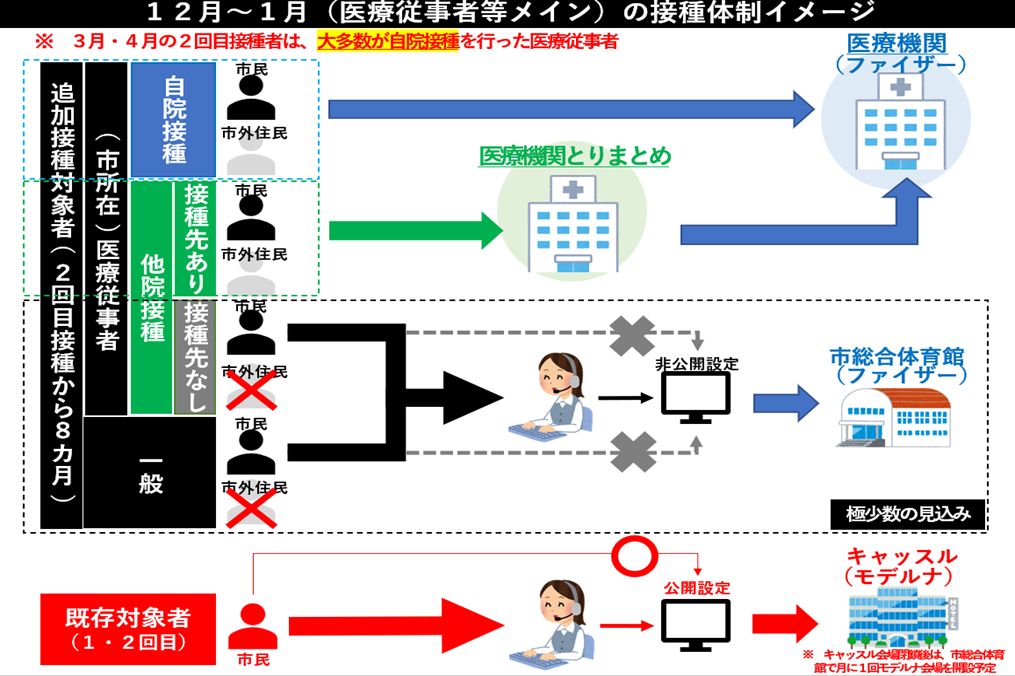 １２月～１月（医療従事者等メイン）の接種体制イメージ
※　３月・４月の２回目接種者は、大多数が自院接種を行った医療従事者
医療機関
（ファイザー）
追加接種対象者（２回目接種から８カ月）
（市所在）医療従事者
自院接種
市民
市外住民
医療機関とりまとめ
他院接種
接種先あり
市民
市外住民
接種先なし
市民
市外住民
非公開設定
市総合体育館
（ファイザー）
一般
市民
市外住民
極少数の見込み
既存対象者
（１・２回目）
市民
公開設定
キャッスル
（モデルナ）
HOTEL
※　キャッスル会場閉鎖後は、市総合体育
館で月に１回モデルナ会場を開設予定